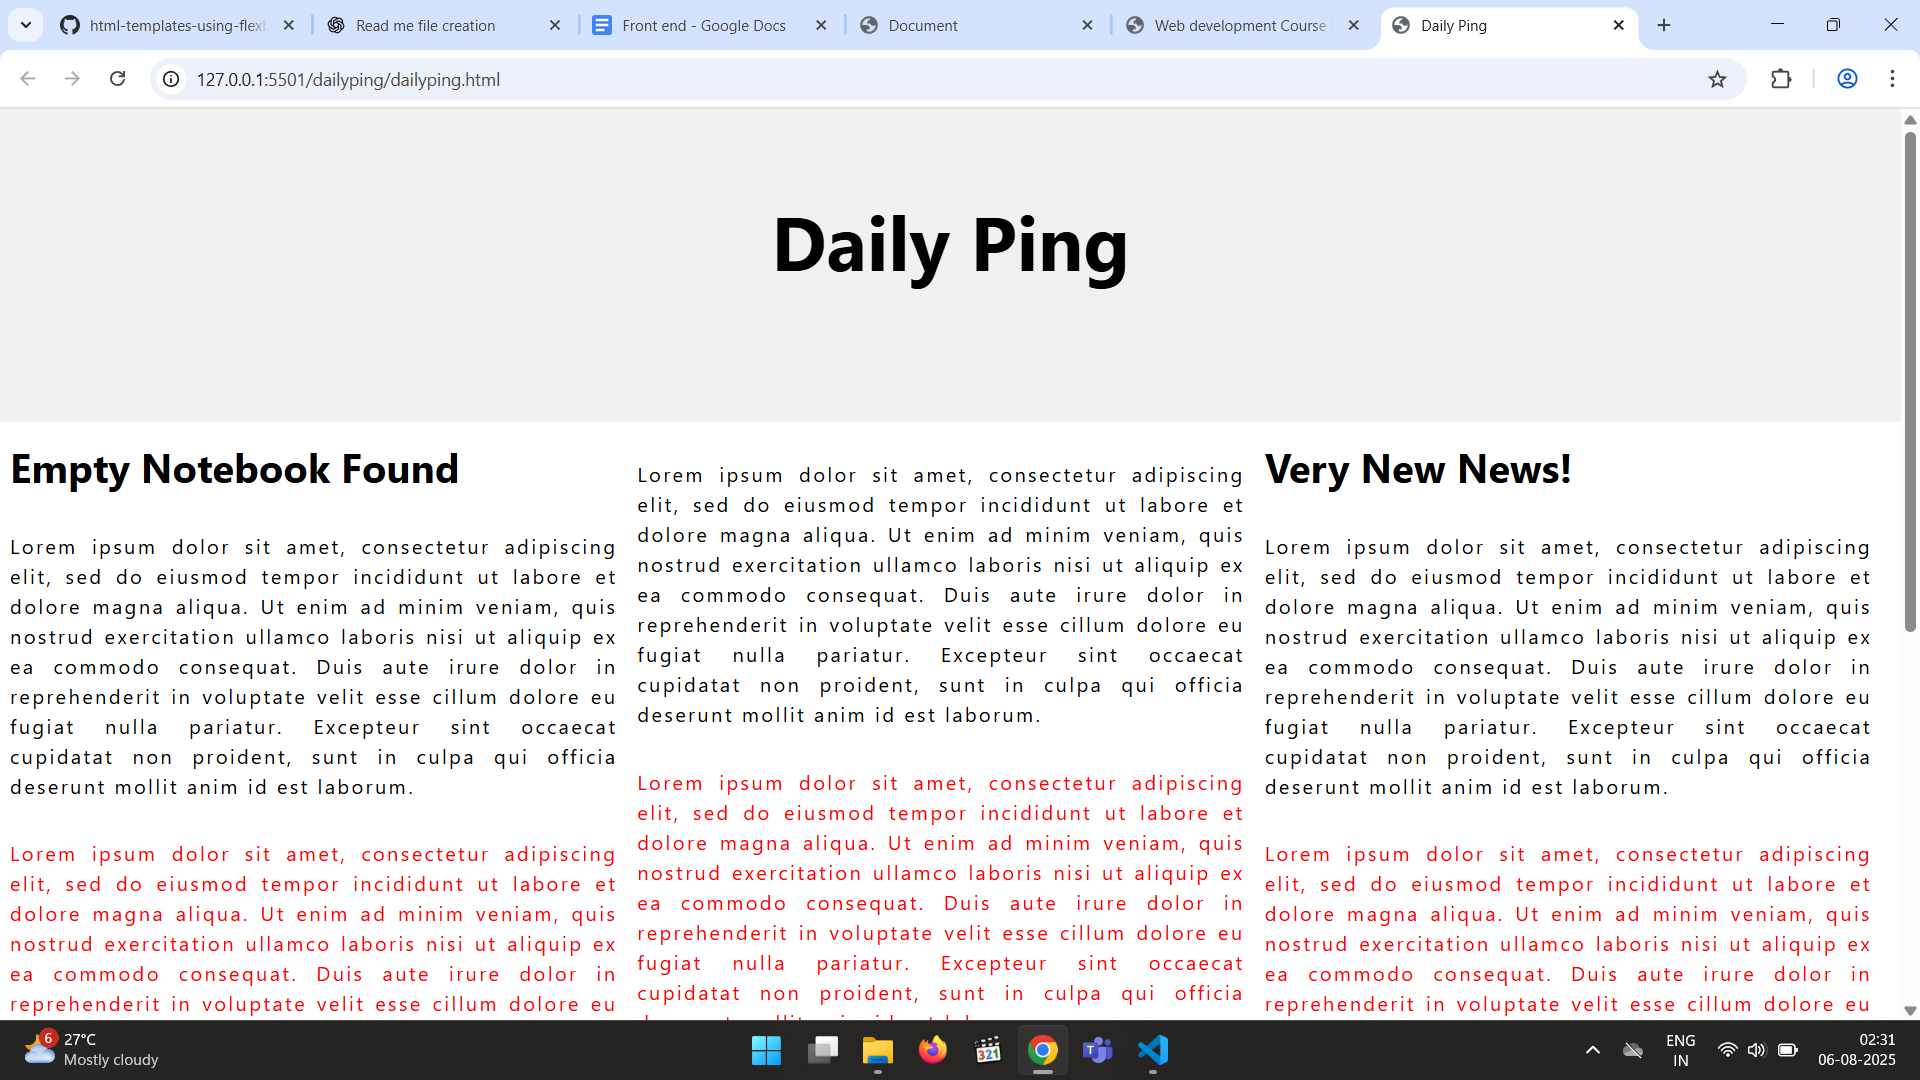 html-templates-using-flexb
Read me file creation
Front end - Google Docs
Document
Web development Course
Daily Ping
127.0.0.1:5501/dailyping/dailyping.html
Daily Ping
Empty Notebook Found
Lorem ipsum dolor sit amet, consectetur adipiscing
elit, sed do eiusmod tempor incididunt ut labore et
dolore magna aliqua. Ut enim ad minim veniam, quis
nostrud exercitation ullamco laboris nisi ut aliquip ex
ea commodo consequat. Duis aute irure dolor in
reprehenderit in voluptate velit esse cillum dolore eu
fugiat nulla pariatur. Excepteur sint occaecat
cupidatat non proident, sunt in culpa qui officia
deserunt mollit anim id est laborum.
Lorem ipsum dolor sit amet, consectetur adipiscing
elit, sed do eiusmod tempor incididunt ut labore et
dolore magna aliqua. Ut enim ad minim veniam, quis
nostrud exercitation ullamco laboris nisi ut aliquip ex
ea commodo consequat. Duis aute irure dolor in
reprehenderit in voluptate velit esse cillum dolore eu
Lorem ipsum dolor sit amet, consectetur adipiscing
elit, sed do eiusmod tempor incididunt ut labore et
dolore magna aliqua. Ut enim ad minim veniam, quis
nostrud exercitation ullamco laboris nisi ut aliquip ex
ea commodo consequat. Duis aute irure dolor in
reprehenderit in voluptate velit esse cillum dolore eu
fugiat nulla pariatur. Excepteur sint occaecat
cupidatat non proident, sunt in culpa qui officia
deserunt mollit anim id est laborum.
Lorem ipsum dolor sit amet, consectetur adipiscing
elit, sed do eiusmod tempor incididunt ut labore et
dolore magna aliqua. Ut enim ad minim veniam, quis
nostrud exercitation ullamco laboris nisi ut aliquip ex
ea commodo consequat. Duis aute irure dolor in
reprehenderit in voluptate velit esse cillum dolore eu
fugiat nulla pariatur. Excepteur sint occaecat
cupidatat non proident, sunt in culpa qui officia
Very New News!
Lorem ipsum dolor sit amet, consectetur adipiscing
elit, sed do eiusmod tempor incididunt ut labore et
dolore magna aliqua. Ut enim ad minim veniam, quis
nostrud exercitation ullamco laboris nisi ut aliquip ex
ea commodo consequat. Duis aute irure dolor in
reprehenderit in voluptate velit esse cillum dolore eu
fugiat nulla pariatur. Excepteur sint occaecat
cupidatat non proident, sunt in culpa qui officia
deserunt mollit anim id est laborum.
Lorem ipsum dolor sit amet, consectetur adipiscing
elit, sed do eiusmod tempor incididunt ut labore et
dolore magna aliqua. Ut enim ad minim veniam, quis
nostrud exercitation ullamco laboris nisi ut aliquip ex
ea commodo consequat. Duis aute irure dolor in
reprehenderit in voluptate velit esse cillum dolore eu
6
27°C
Mostly cloudy
321
T
ENG
IN
02:31
06-08-2025